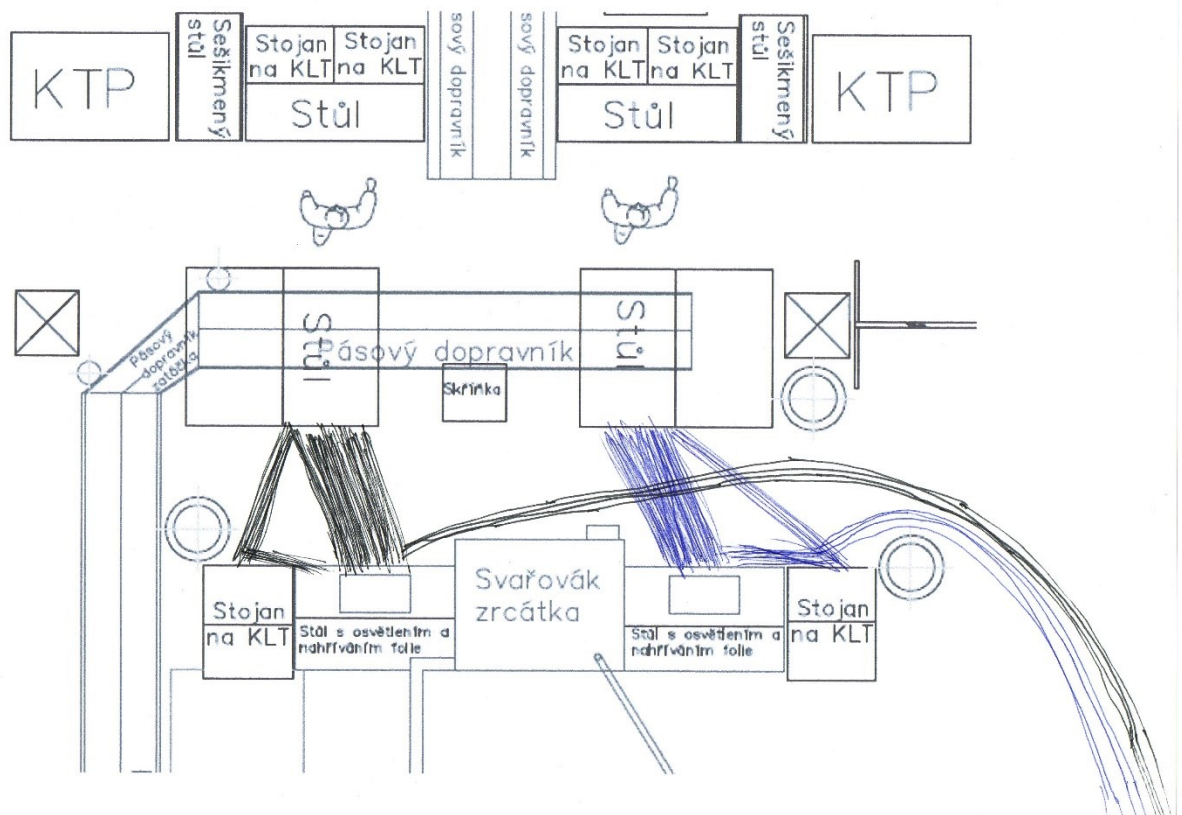 KTP
Sešikmený
stůl
Stojan
na KLT
Stojan
na KLT
Stůl
sový dopravník
sový dopravník
Stojan
na KLT
Stojan
na KLT
Stůl
Sešikmený
stůl
KTP
Pásový
dopravník
zatáčka
Stůl
Pásový dopravník
Stůl
Skříňka
Stojan
na KLT
Stůl s osvětlením a
nahříváním folie
Svařovák
zrcátka
Stůl s osvětlením a
nahříváním folie
Stojan
na KLT